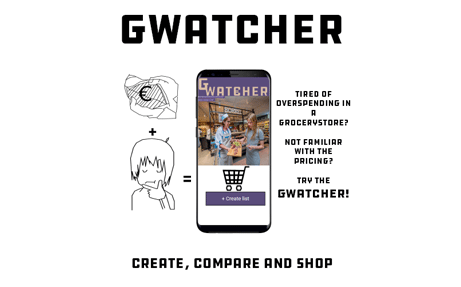 GWATCHER
€
+
=
GWATCHER
+ Create list
TIRED OF
OVERSPENDING IN
A
GROCERYSTORE?
NOT FAMILIAR
WITH THE
PRICING?
TRY THE
GWATCHER!
CREATE, COMPARE AND SHOP